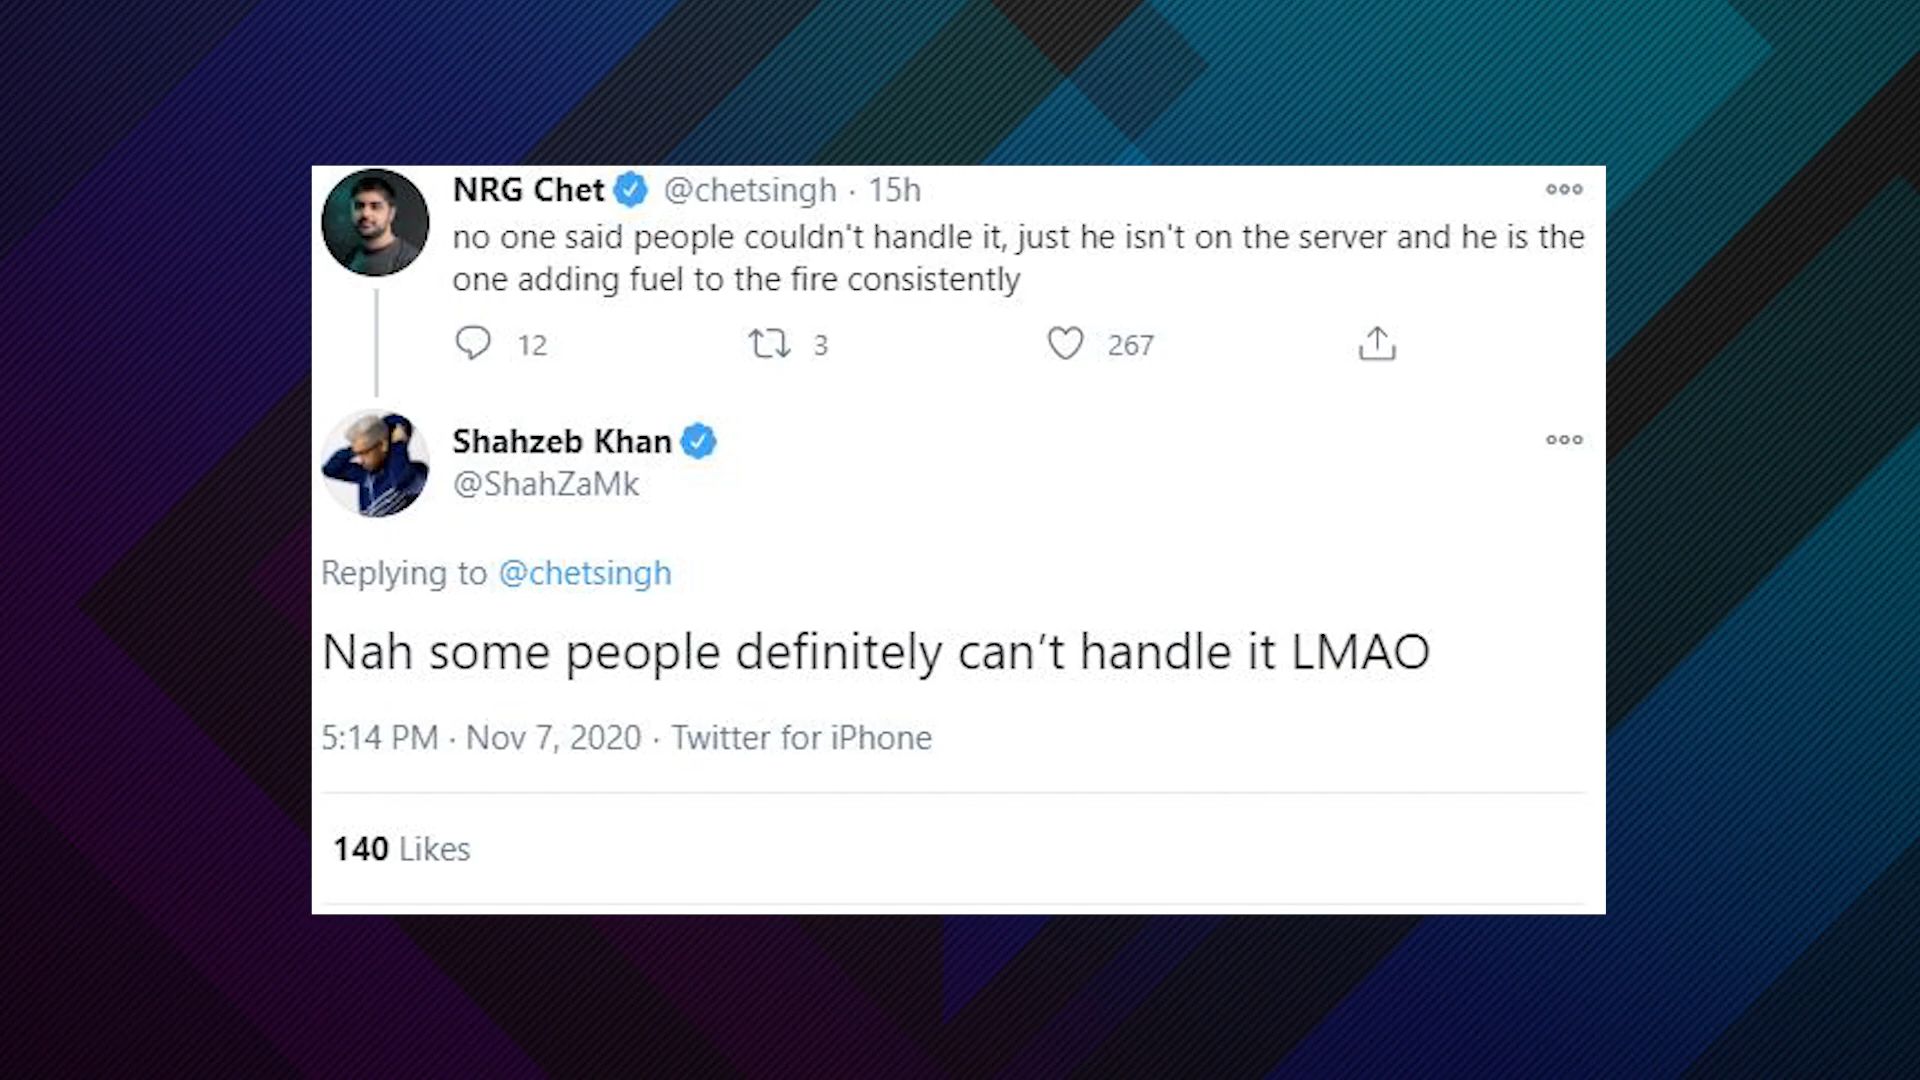 NRG Chet @chetsingh · 15h
no one said people couldn't handle it, just he isn't on the server and he is the
one adding fuel to the fire consistently
12 3 267
Shahzeb Khan
@ShahZaMk
Replying to @chetsingh
Nah some people definitely can’t handle it LMAO
5:14 PM · Nov 7, 2020 · Twitter for iPhone
140 Likes